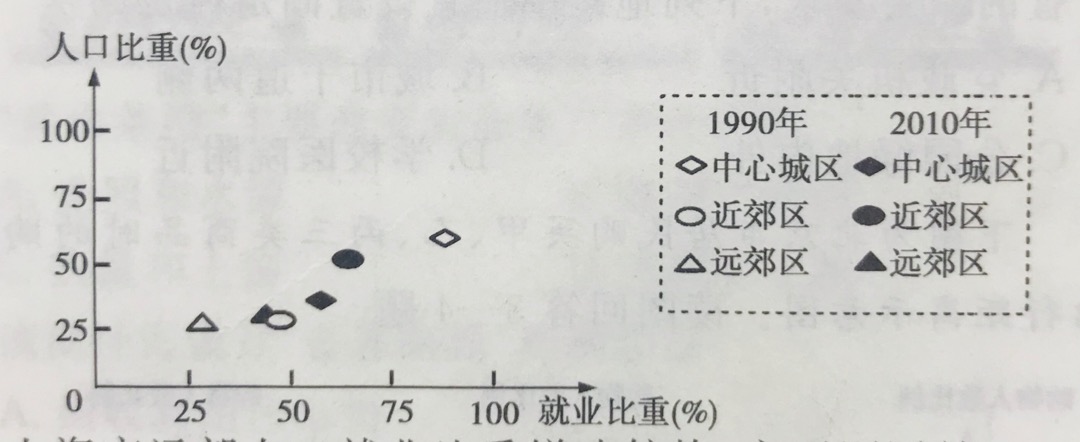 人口比重(%)
100
75
50
25
0
25 50 75 100 就业比重(%)
1990年 2010年
◇中心城区 ◆中心城区
○近郊区 ●近郊区
△远郊区 ▲远郊区